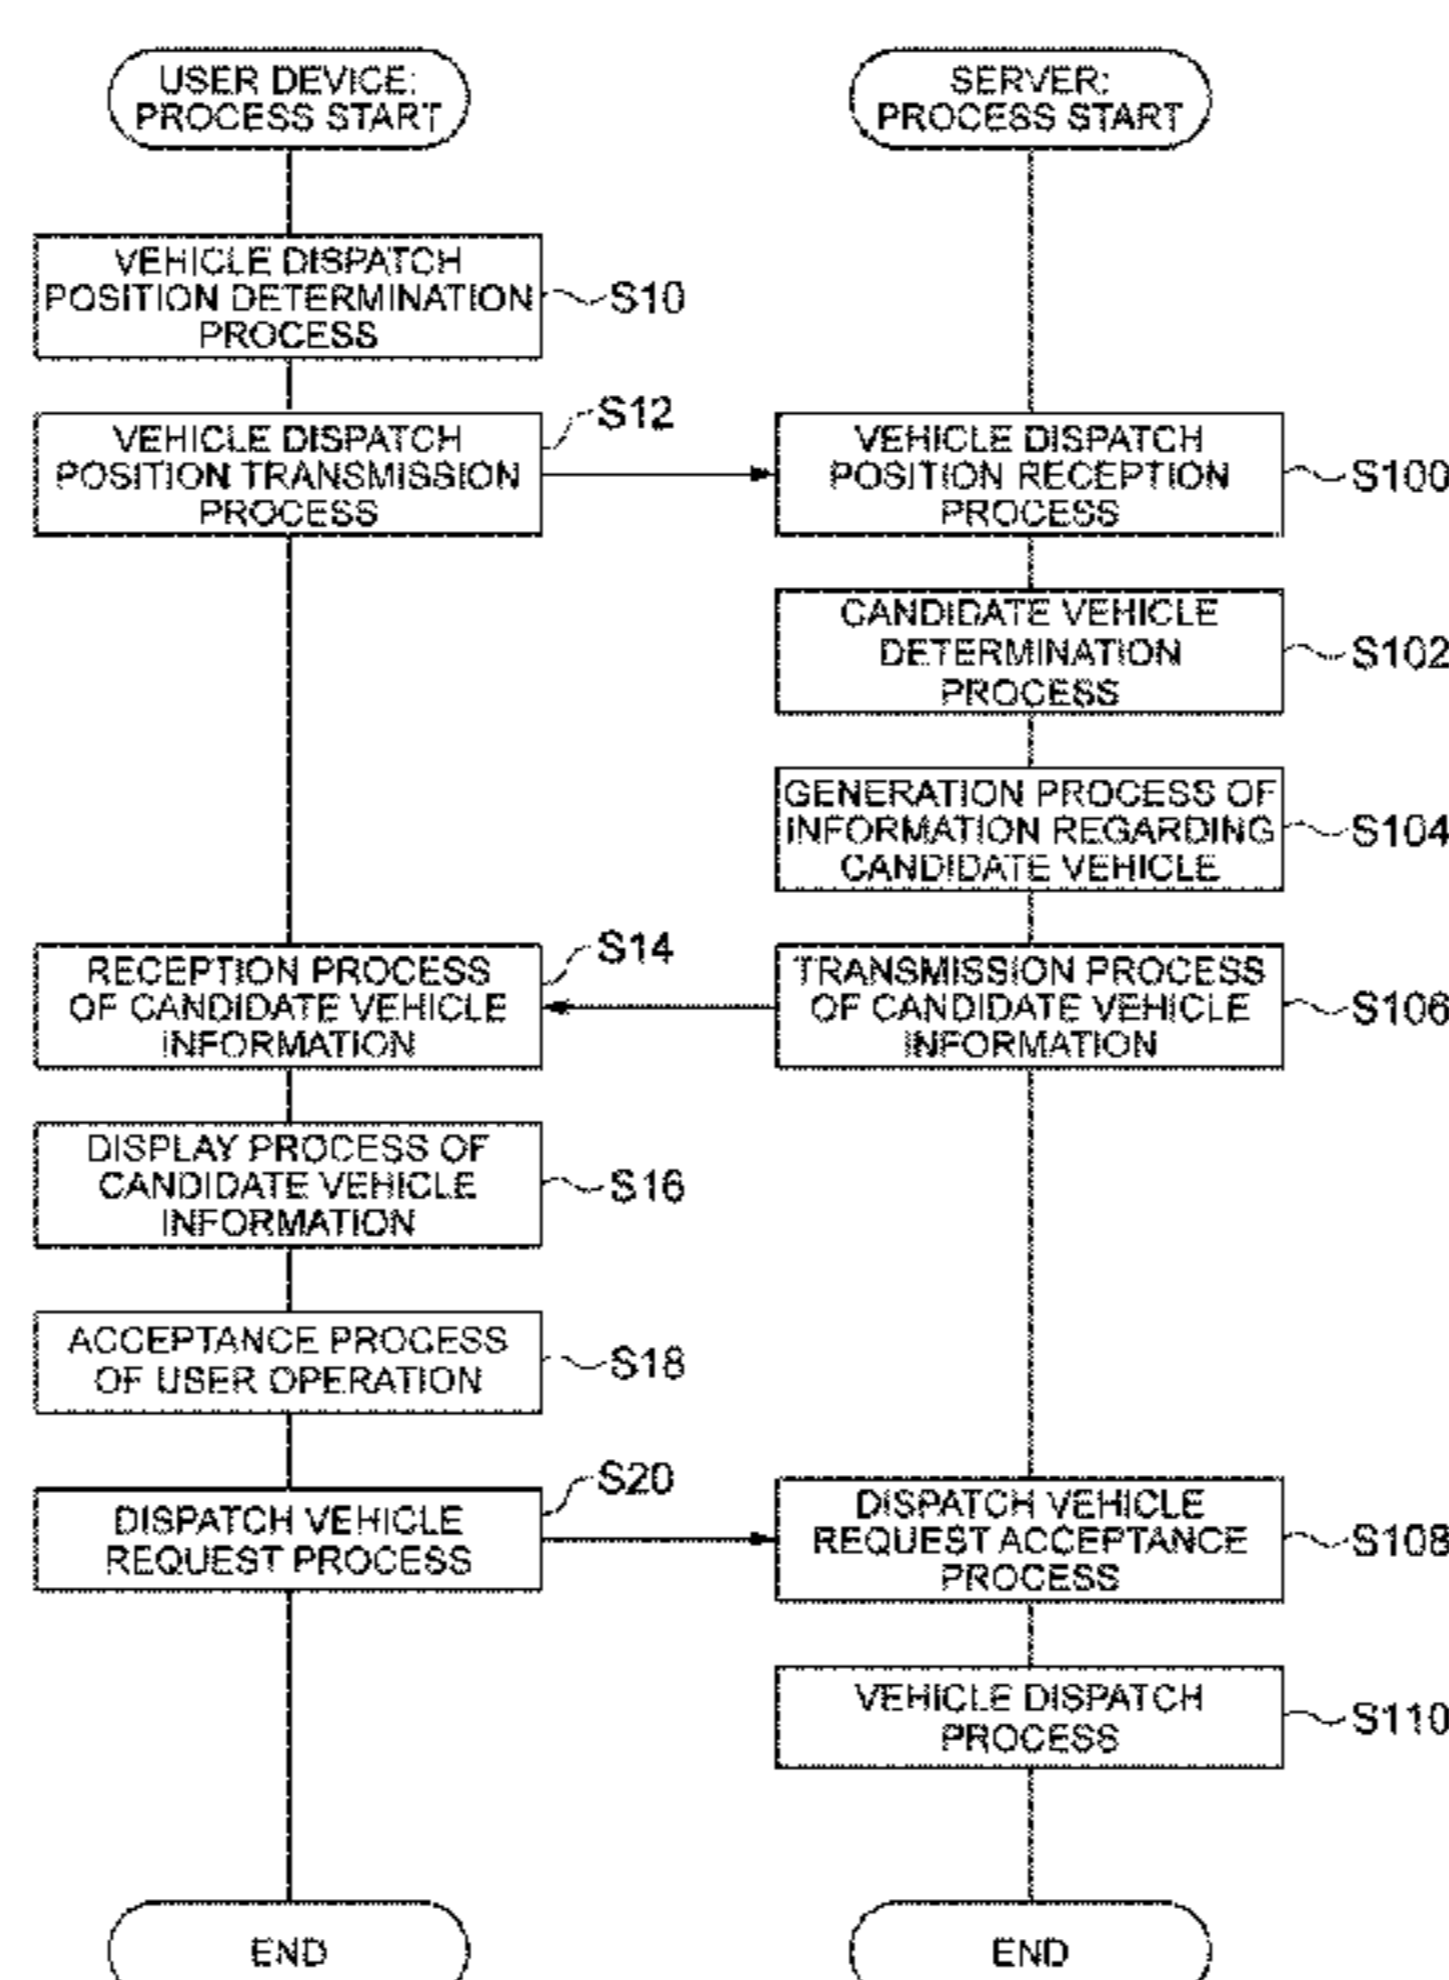 USER DEVICE:
PROCESS START
SERVER:
PROCESS START
VEHICLE DISPATCH
POSITION DETERMINATION
PROCESS
S10
VEHICLE DISPATCH
POSITION TRANSMISSION
PROCESS
S12
VEHICLE DISPATCH
POSITION RECEPTION
PROCESS
S100
CANDIDATE VEHICLE
DETERMINATION
PROCESS
S102
GENERATION PROCESS OF
INFORMATION REGARDING
CANDIDATE VEHICLE
S104
RECEPTION PROCESS
OF CANDIDATE VEHICLE
INFORMATION
S14
TRANSMISSION PROCESS
OF CANDIDATE VEHICLE
INFORMATION
S106
DISPLAY PROCESS OF
CANDIDATE VEHICLE
INFORMATION
S16
ACCEPTANCE PROCESS
OF USER OPERATION
S18
DISPATCH VEHICLE
REQUEST PROCESS
S20
DISPATCH VEHICLE
REQUEST ACCEPTANCE
PROCESS
S108
VEHICLE DISPATCH
PROCESS
S110
END
END